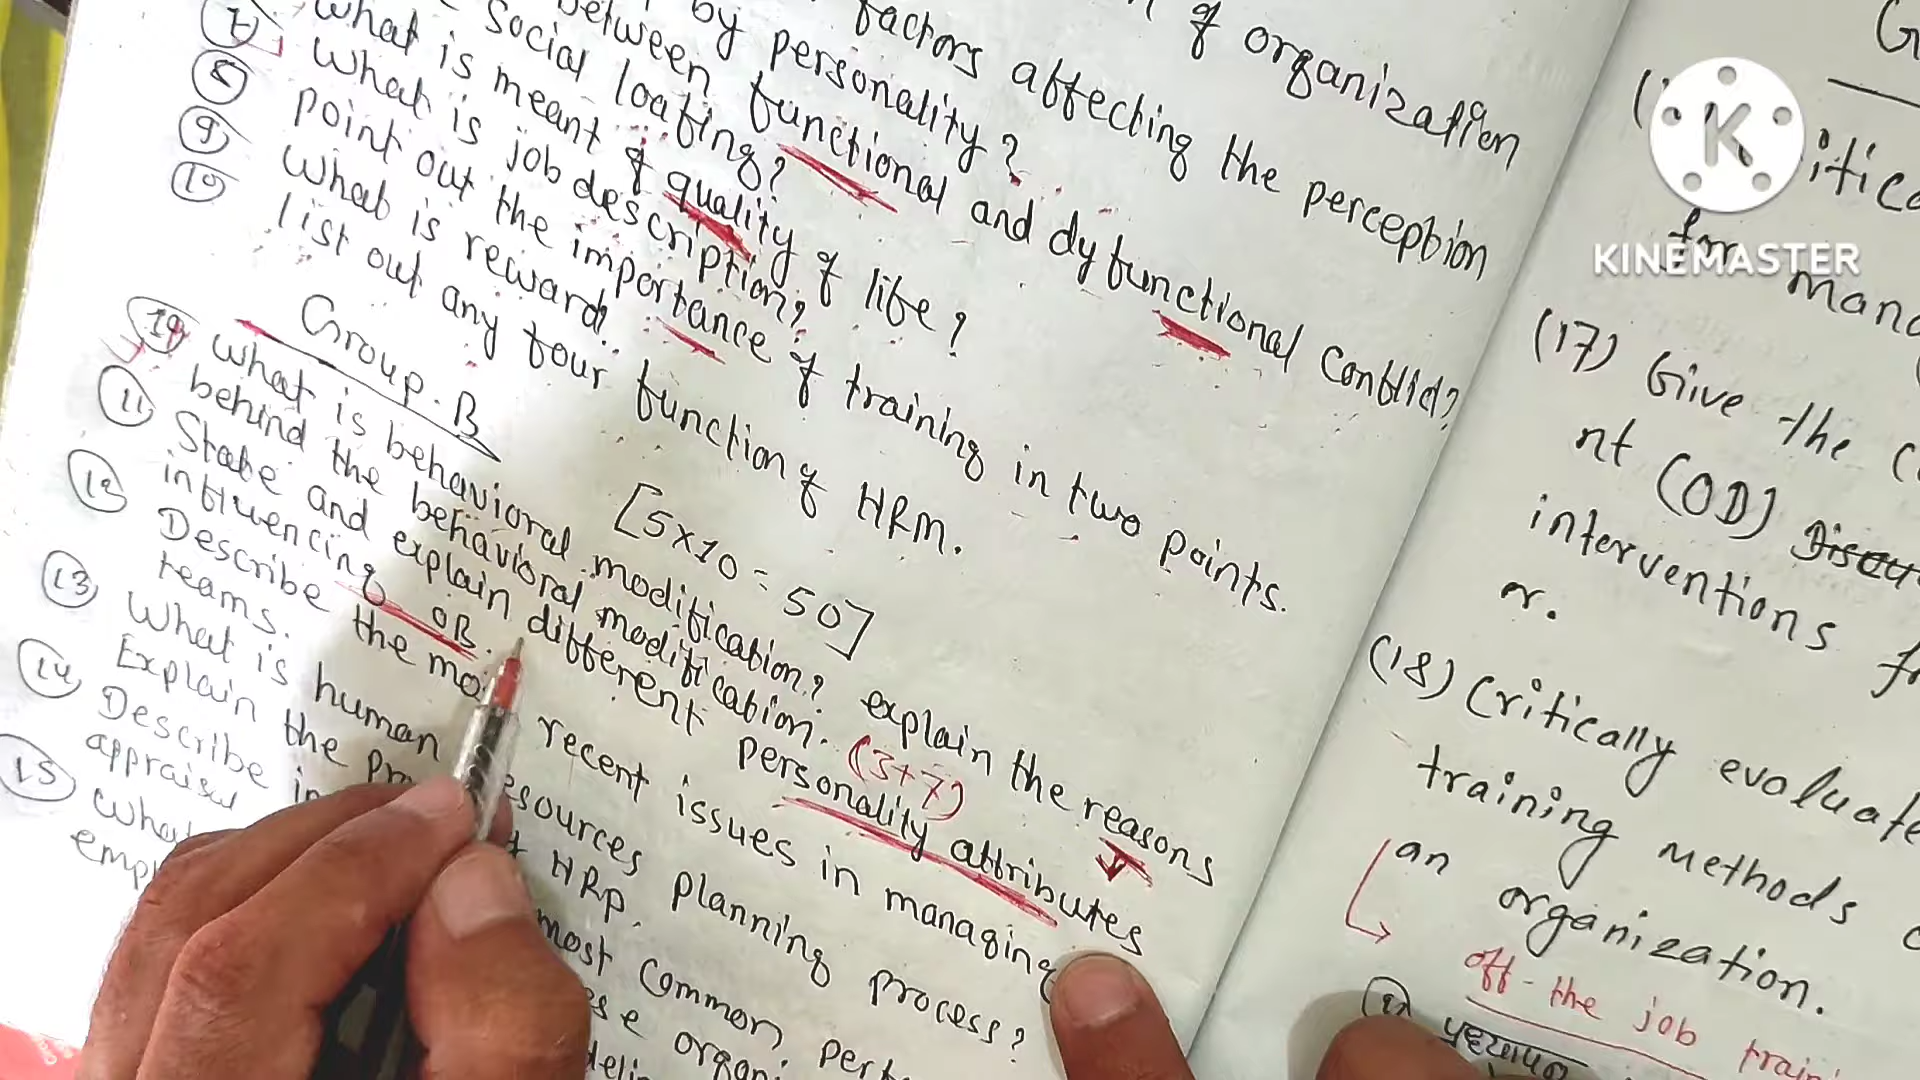 of organization
factors affecting the perception
by personality?
between functional and dyfunctional conflict?
social loafing?
7 What is meant of quality of life?
8 What is job description?
point out the importance of training in two points.
9 What is reward?
10 list out any four function of HRM.
Group-B
[5×10=50]
What is behavioral modification? explain the reasons
behind the behavioral modification. (3+7)
11 State and explain different personality attributes
influencing OB.
12 Describe the recent issues in managing
teams.
13 What is human resources planning process?
Explain the HRP.
14 Describe most common
appraisal
15 What
(17) Give the
nt (OD)
interventions
or.
(18) Critically evaluate
training methods
an organization.
off-the job
for mana
K
KINEMASTER